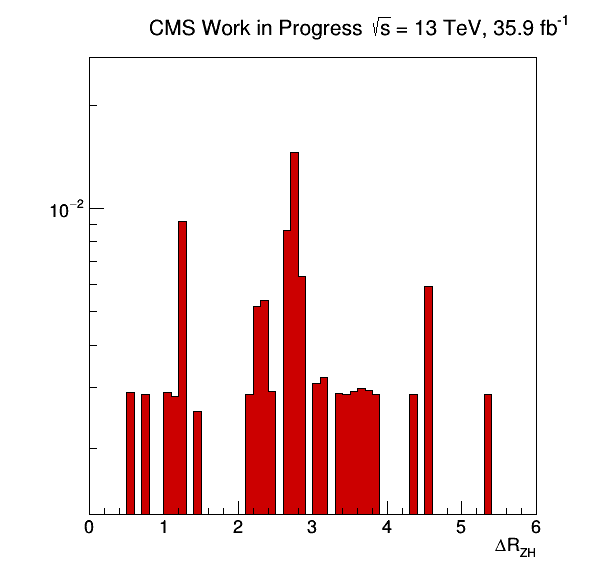 CMS Work in Progress √s = 13 TeV, 35.9 fb⁻¹
10⁻²
0 1 2 3 4 5 6
ΔR_ZH